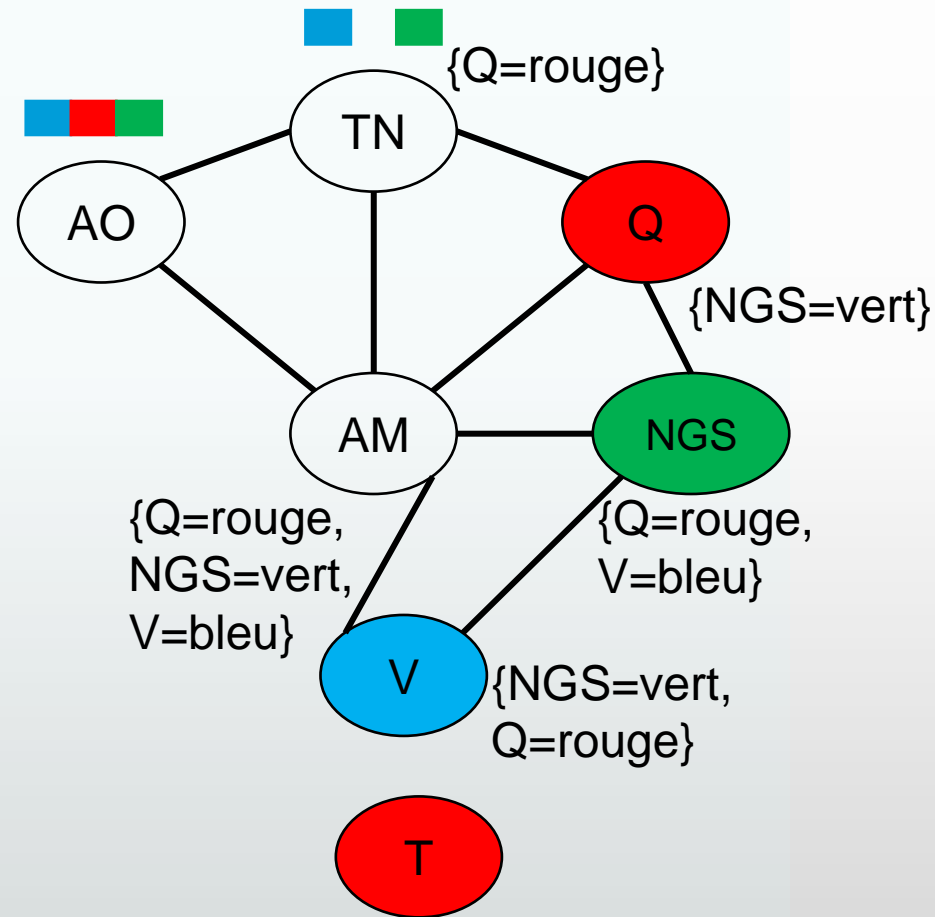 {Q=rouge}
TN
AO
Q
{NGS=vert}
AM
NGS
{Q=rouge,
NGS=vert,
V=bleu}
{Q=rouge,
V=bleu}
V
{NGS=vert,
Q=rouge}
T